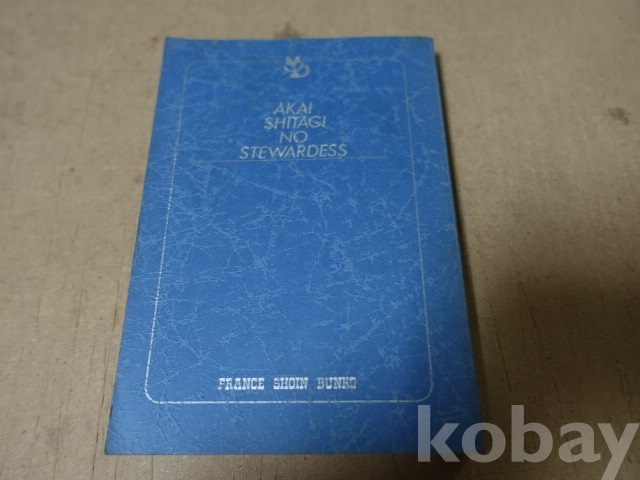 AKAI
SHITAGI
NO
STEWARDESS
FRANCE SHOIN BUNKO
kobay